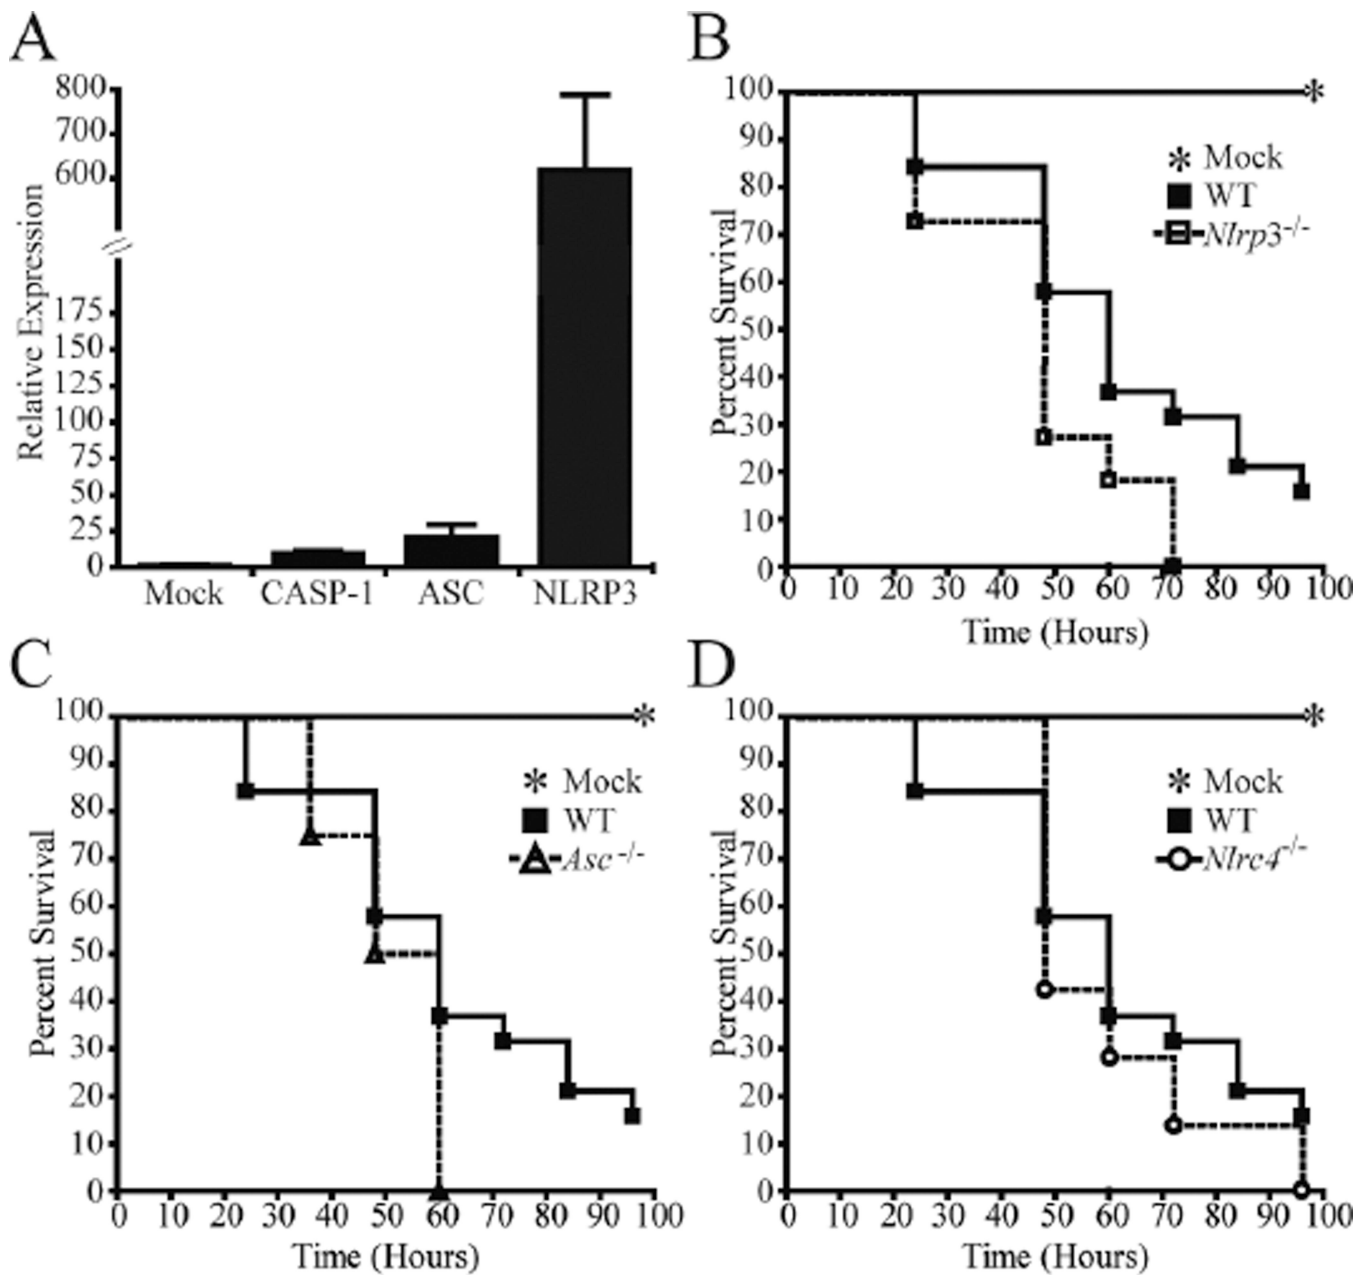 A
Relative Expression
800
700
600
175
150
125
100
75
50
25
0
Mock CASP-1 ASC NLRP3
B
Percent Survival
100
90
80
70
60
50
40
30
20
10
0
* Mock
WT
Nlrp3-/-
0 10 20 30 40 50 60 70 80 90 100
Time (Hours)
C
Percent Survival
100
90
80
70
60
50
40
30
20
10
0
* Mock
WT
Asc -/-
0 10 20 30 40 50 60 70 80 90 100
Time (Hours)
D
Percent Survival
100
90
80
70
60
50
40
30
20
10
0
* Mock
WT
Nlrc4-/-
0 10 20 30 40 50 60 70 80 90 100
Time (Hours)